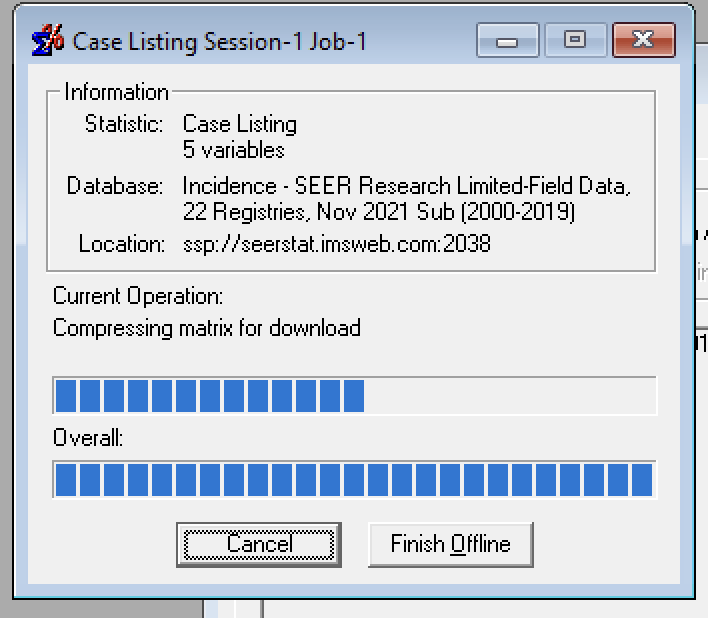 Case Listing Session-1 Job-1
Information
Statistic: Case Listing
5 variables
Database: Incidence - SEER Research Limited-Field Data,
22 Registries, Nov 2021 Sub (2000-2019)
Location: ssp://seerstat.imsweb.com:2038
Current Operation:
Compressing matrix for download
Overall:
Cancel
Finish Offline